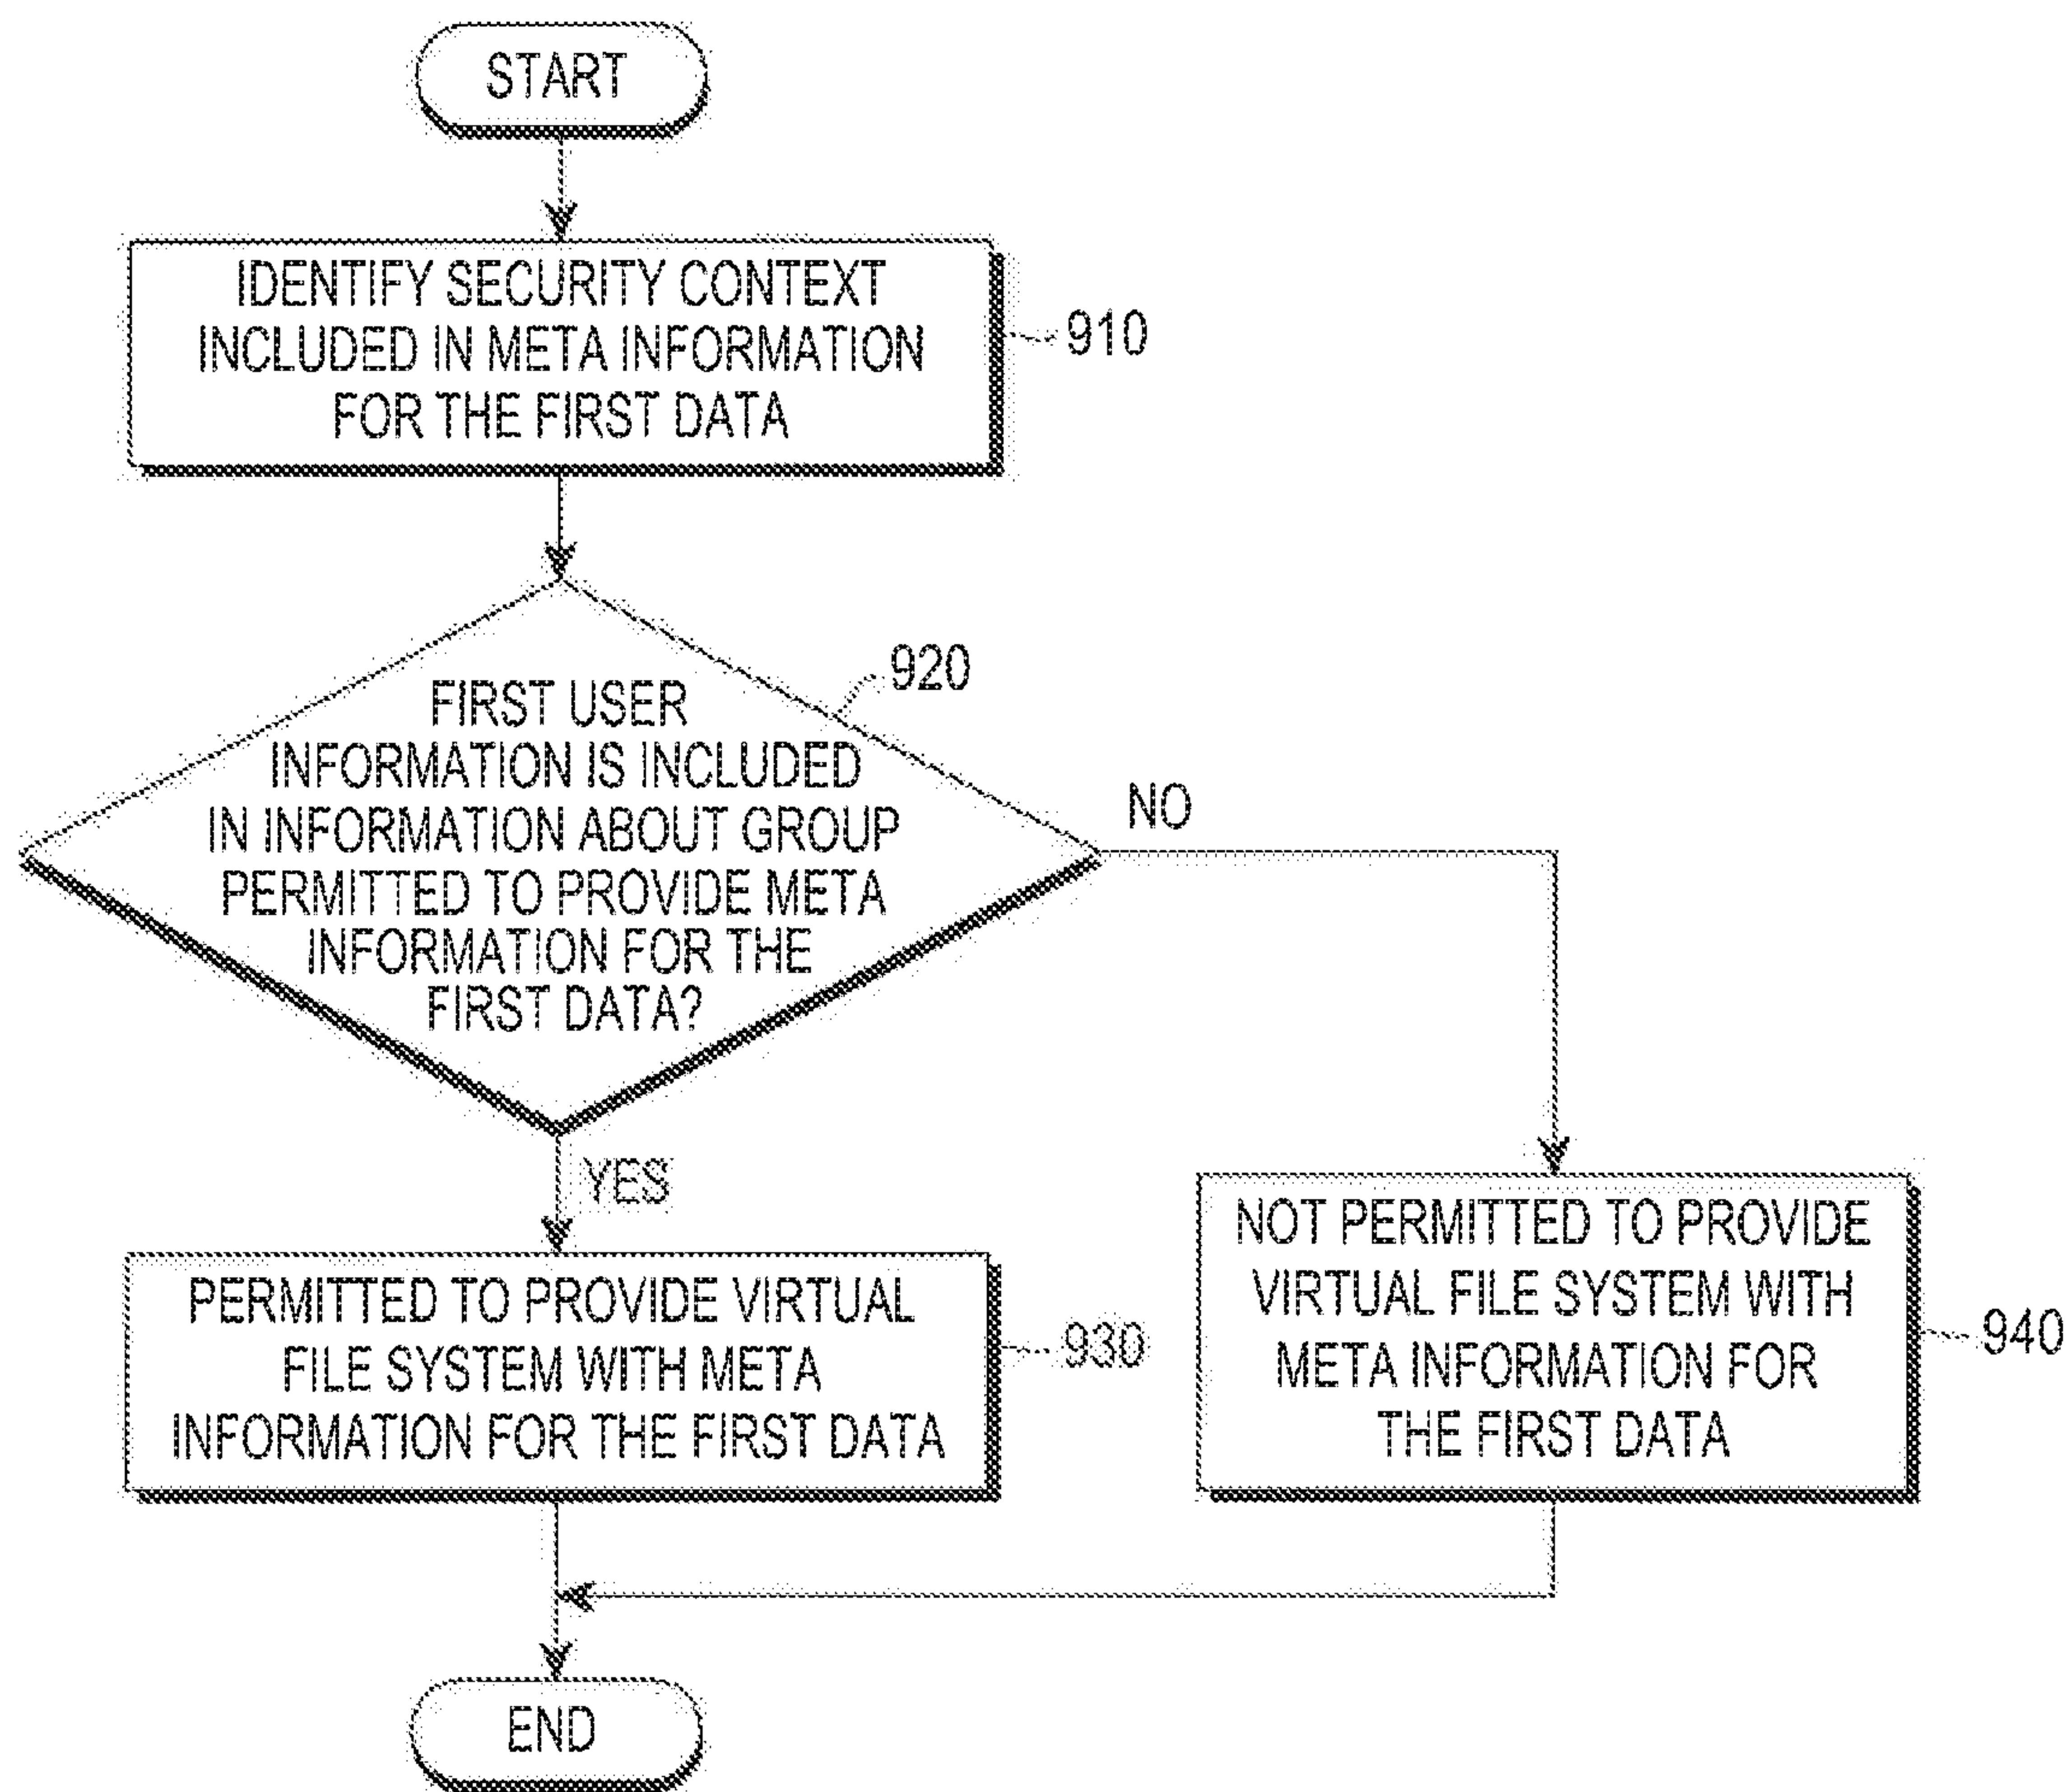 START
IDENTIFY SECURITY CONTEXT
INCLUDED IN META INFORMATION
FOR THE FIRST DATA
910
920
FIRST USER
INFORMATION IS INCLUDED
IN INFORMATION ABOUT GROUP
PERMITTED TO PROVIDE META
INFORMATION FOR THE
FIRST DATA?
NO
YES
PERMITTED TO PROVIDE VIRTUAL
FILE SYSTEM WITH META
INFORMATION FOR THE FIRST DATA
930
NOT PERMITTED TO PROVIDE
VIRTUAL FILE SYSTEM WITH
META INFORMATION FOR
THE FIRST DATA
940
END